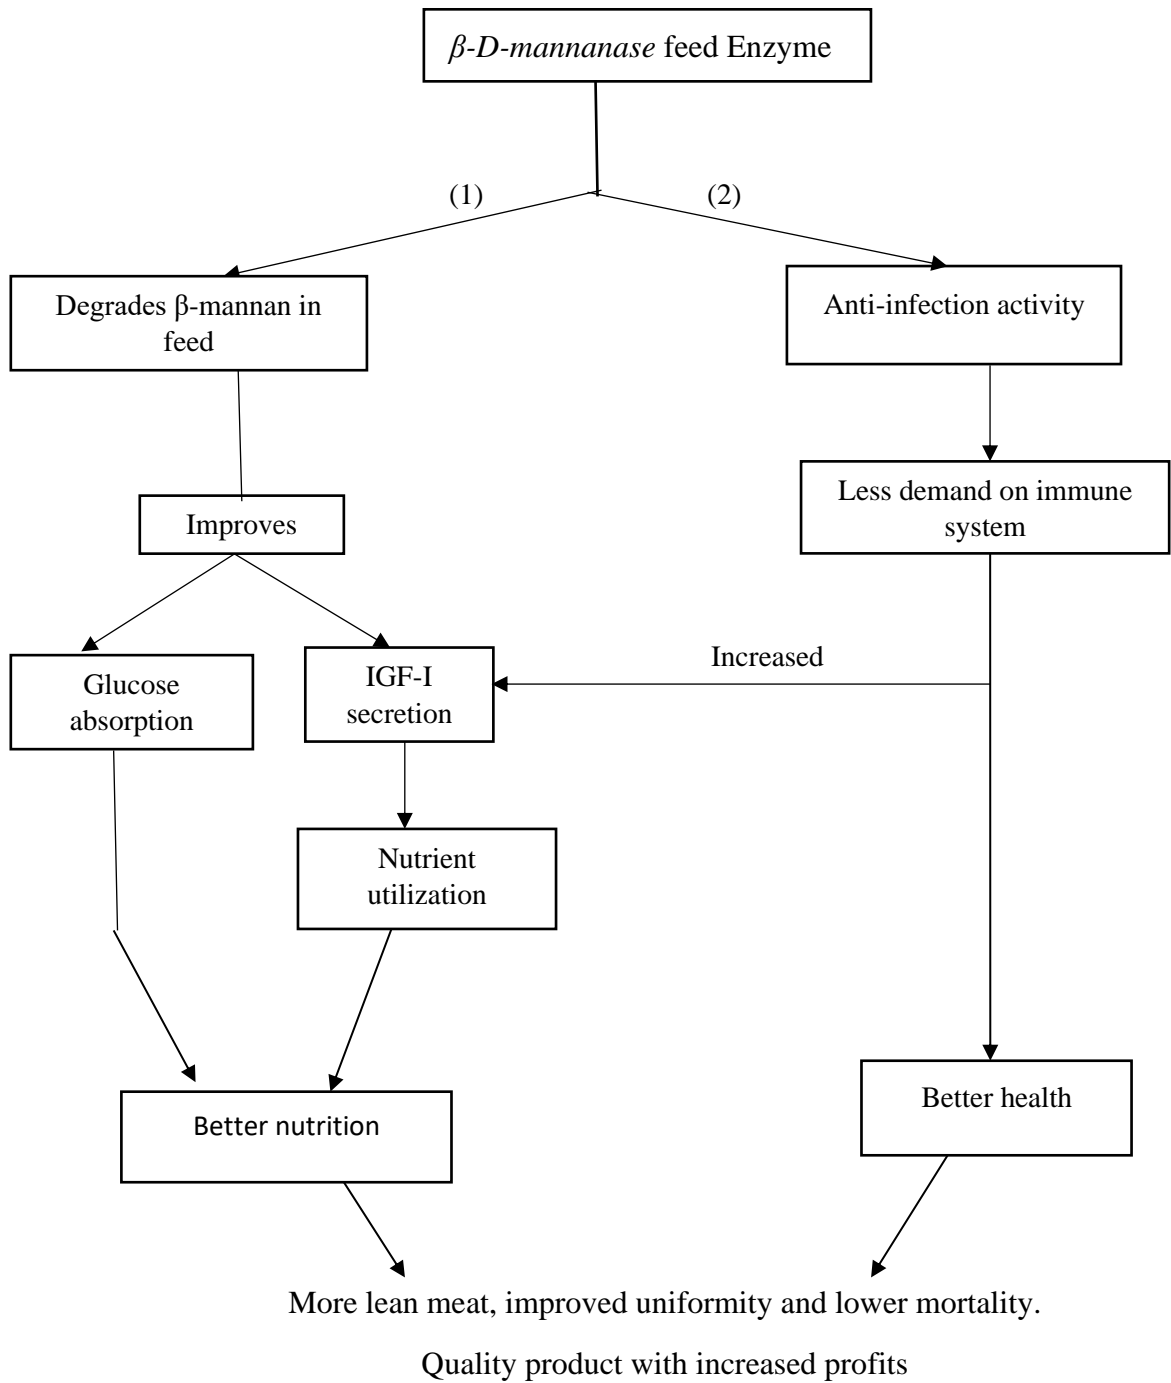 β-D-mannanase feed Enzyme
(1)
(2)
Degrades β-mannan in
feed
Anti-infection activity
Improves
Less demand on immune
system
Glucose
absorption
IGF-I
secretion
Increased
Nutrient
utilization
Better nutrition
Better health
More lean meat, improved uniformity and lower mortality.
Quality product with increased profits